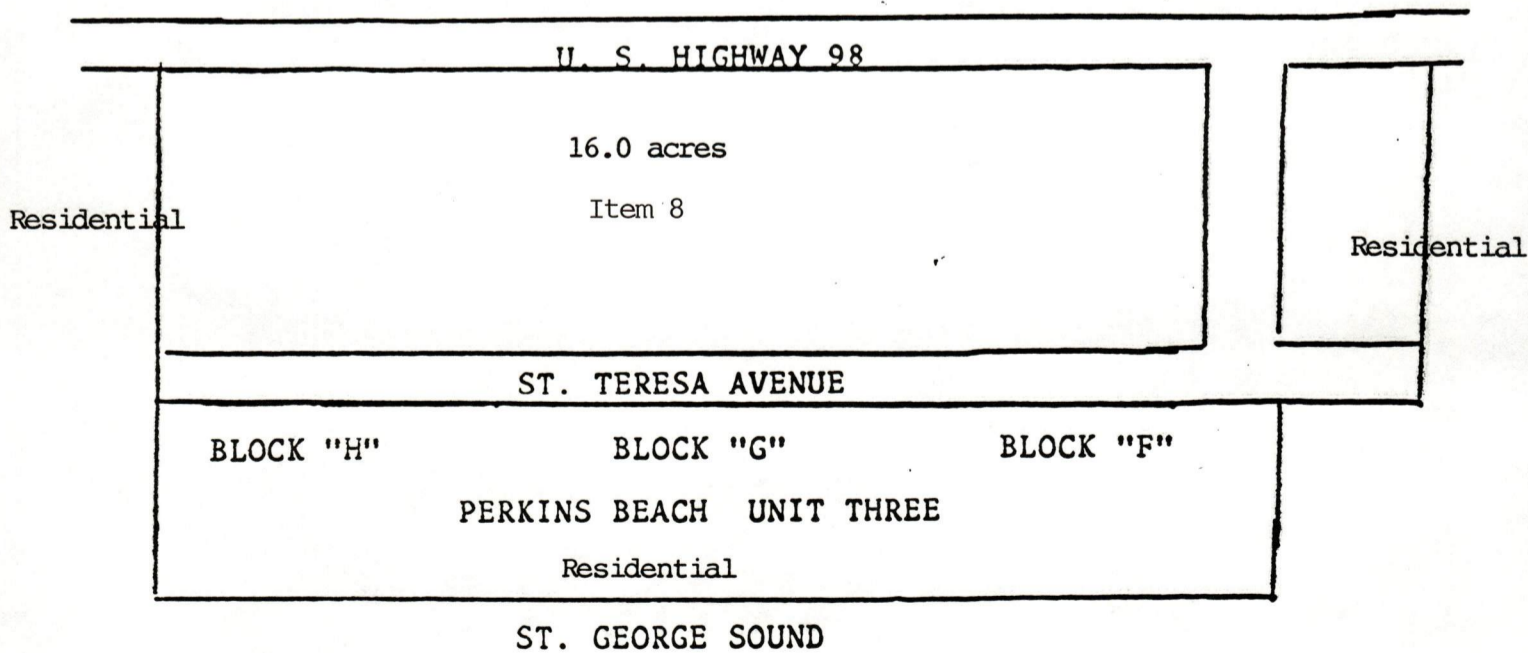 U. S. HIGHWAY 98
16.0 acres
Item 8
Residential
Residential
ST. TERESA AVENUE
BLOCK "H" BLOCK "G" BLOCK "F"
PERKINS BEACH UNIT THREE
Residential
ST. GEORGE SOUND